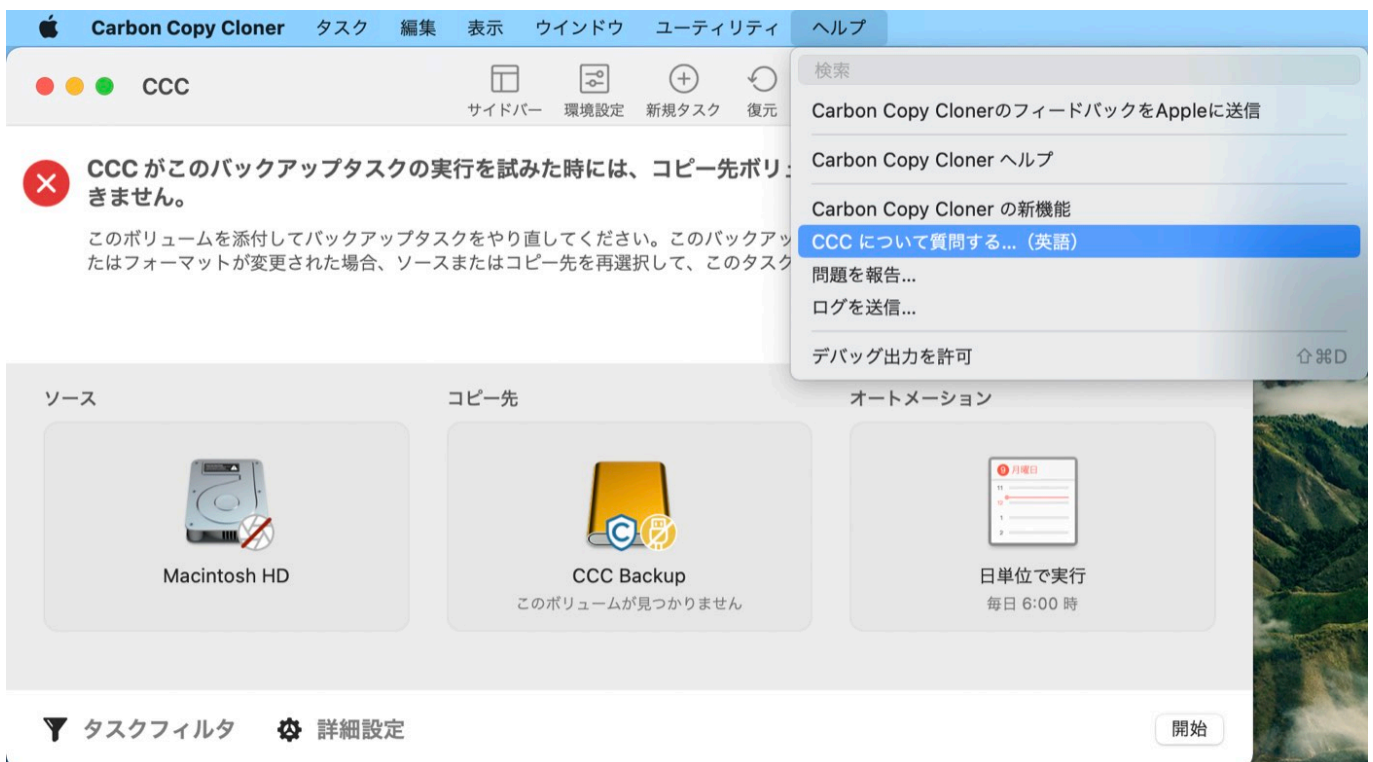 Carbon Copy Cloner タスク 編集 表示 ウインドウ ユーティリティ ヘルプ
CCC
サイドバー 環境設定 新規タスク 復元
検索
Carbon Copy ClonerのフィードバックをAppleに送信
Carbon Copy Cloner ヘルプ
Carbon Copy Cloner の新機能
CCC について質問する...（英語）
問題を報告...
ログを送信...
デバッグ出力を許可 ⇧⌘D
CCC がこのバックアップタスクの実行を試みた時には、コピー先ボリ
きません。
このボリュームを添付してバックアップタスクをやり直してください。このバックアッ
たはフォーマットが変更された場合、ソースまたはコピー先を再選択して、このタスク
ソース コピー先 オートメーション
9 月曜日
11
10
1
2
Macintosh HD CCC Backup 日単位で実行
このボリュームが見つかりません 毎日 6:00 時
タスクフィルタ 詳細設定 開始